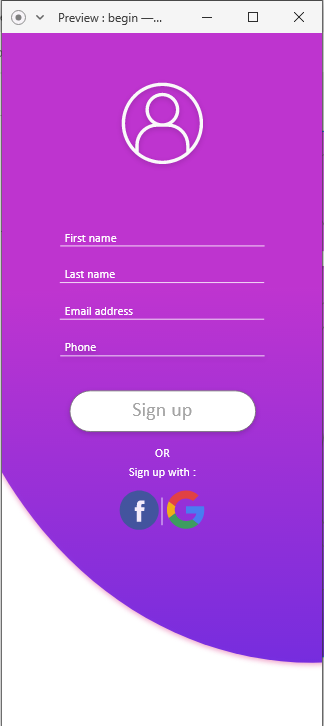 Preview : begin —...
First name
Last name
Email address
Phone
Sign up
OR
Sign up with :
f
G